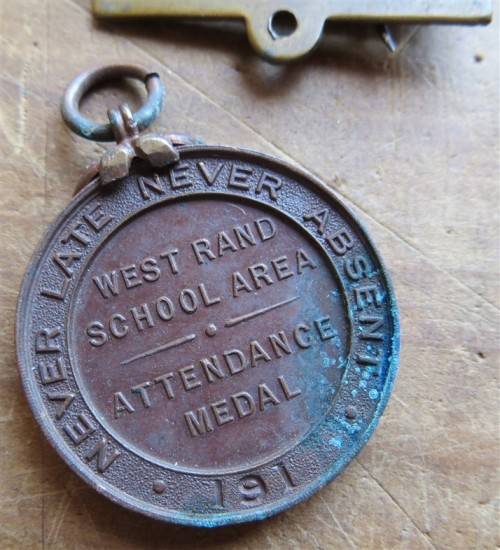 NEVER LATE NEVER ABSENT
WEST RAND
SCHOOL AREA
ATTENDANCE
MEDAL
191